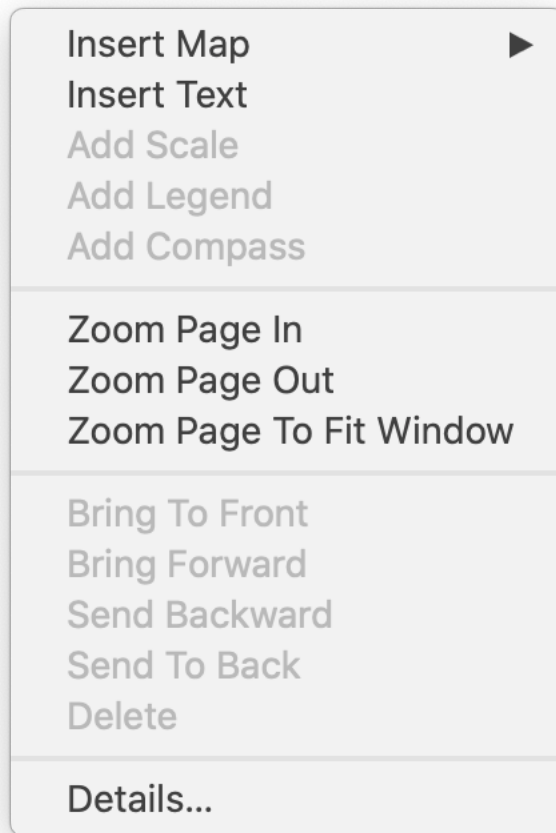 Insert Map
Insert Text
Add Scale
Add Legend
Add Compass
Zoom Page In
Zoom Page Out
Zoom Page To Fit Window
Bring To Front
Bring Forward
Send Backward
Send To Back
Delete
Details...